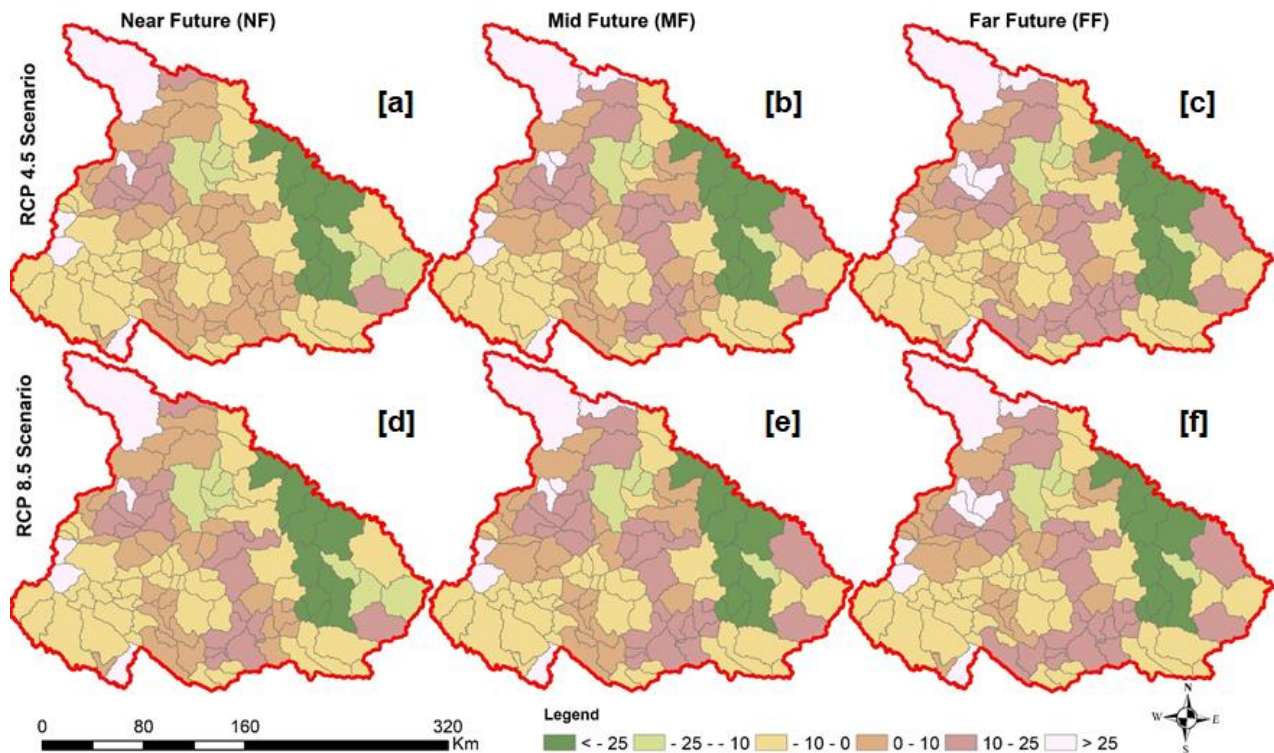 Near Future (NF)
Mid Future (MF)
Far Future (FF)
RCP 4.5 Scenario
[a]
[b]
[c]
RCP 8.5 Scenario
[d]
[e]
[f]
0 80 160 320
Km
Legend
< - 25
- 25 - - 10
- 10 - 0
0 - 10
10 - 25
> 25
N
W
E
S